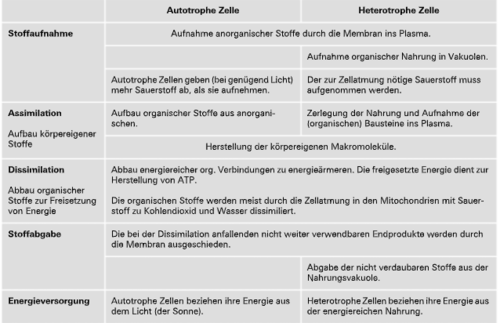 Autotrophe Zelle
Heterotrophe Zelle
Stoffaufnahme
Aufnahme anorganischer Stoffe durch die Membran ins Plasma.
Aufnahme organischer Nahrung in Vakuolen.
Autotrophe Zellen geben (bei genügend Licht)
mehr Sauerstoff ab, als sie aufnehmen.
Der zur Zellatmung nötige Sauerstoff muss
aufgenommen werden.
Assimilation
Aufbau körpereigener
Stoffe
Aufbau organischer Stoffe aus anorgani-
schen.
Zerlegung der Nahrung und Aufnahme der
(organischen) Bausteine ins Plasma.
Herstellung der körpereigenen Makromoleküle.
Dissimilation
Abbau organischer
Stoffe zur Freisetzung
von Energie
Abbau energiereicher org. Verbindungen zu energieärmeren. Die freigesetzte Energie dient zur
Herstellung von ATP.
Die organischen Stoffe werden meist durch die Zellatmung in den Mitochondrien mit Sauer-
stoff zu Kohlendioxid und Wasser dissimiliert.
Stoffabgabe
Die bei der Dissimilation anfallenden nicht weiter verwendbaren Endprodukte werden durch
die Membran ausgeschieden.
Abgabe der nicht verdaubaren Stoffe aus der
Nahrungsvakuole.
Energieversorgung
Autotrophe Zellen beziehen ihre Energie aus
dem Licht (der Sonne).
Heterotrophe Zellen beziehen ihre Energie aus
der energiereichen Nahrung.